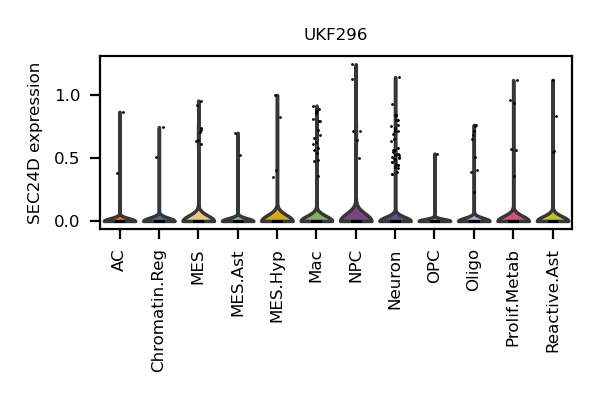 UKF296
SEC24D expression
1.0
0.5
0.0
AC
Chromatin.Reg
MES
MES.Ast
MES.Hyp
Mac
NPC
Neuron
OPC
Oligo
Prolif.Metab
Reactive.Ast